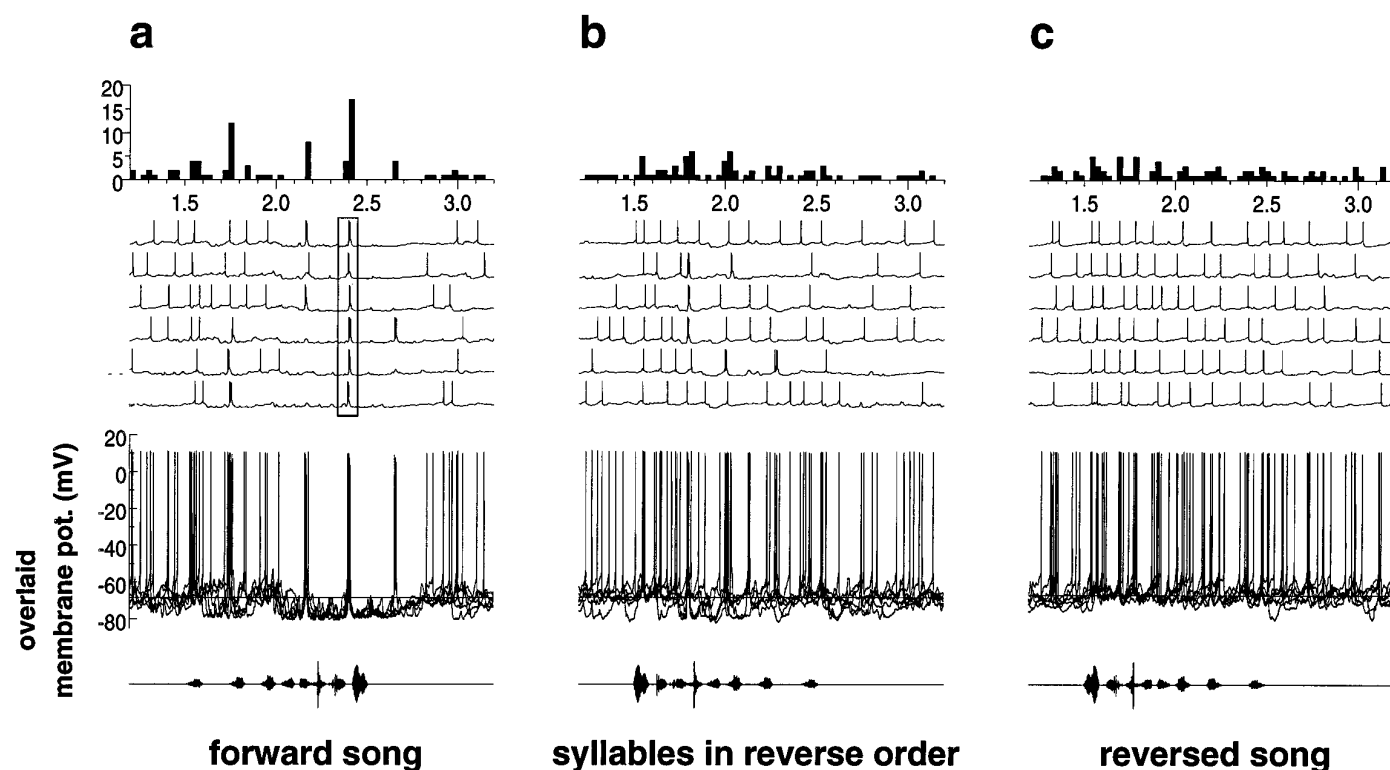 a
b
c
20
15
10
5
0
1.5 2.0 2.5 3.0
1.5 2.0 2.5 3.0
1.5 2.0 2.5 3.0
overlaid
membrane pot. (mV)
20
0
-20
-40
-60
-80
forward song
syllables in reverse order
reversed song